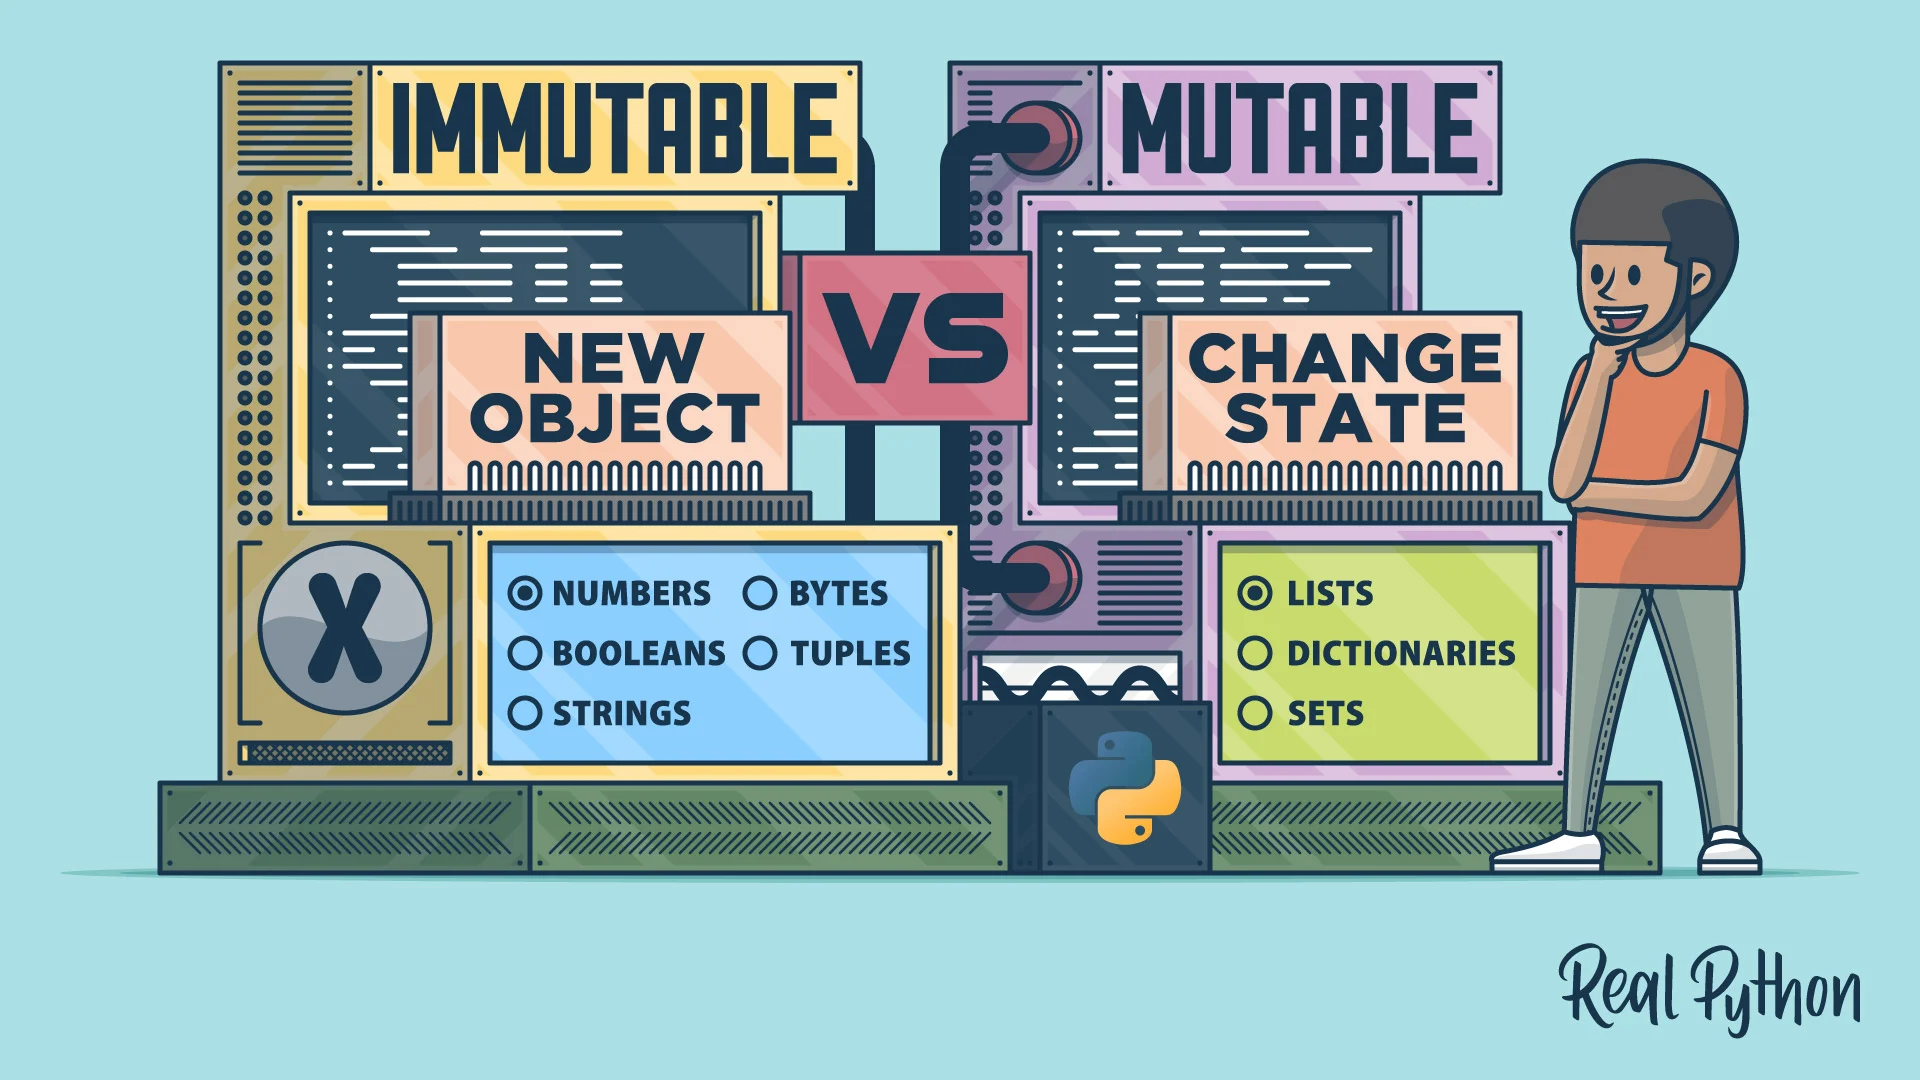 IMMUTABLE
NEW
OBJECT
X
NUMBERS
BOOLEANS
STRINGS
BYTES
TUPLES
VS
MUTABLE
CHANGE
STATE
LISTS
DICTIONARIES
SETS
Real Python